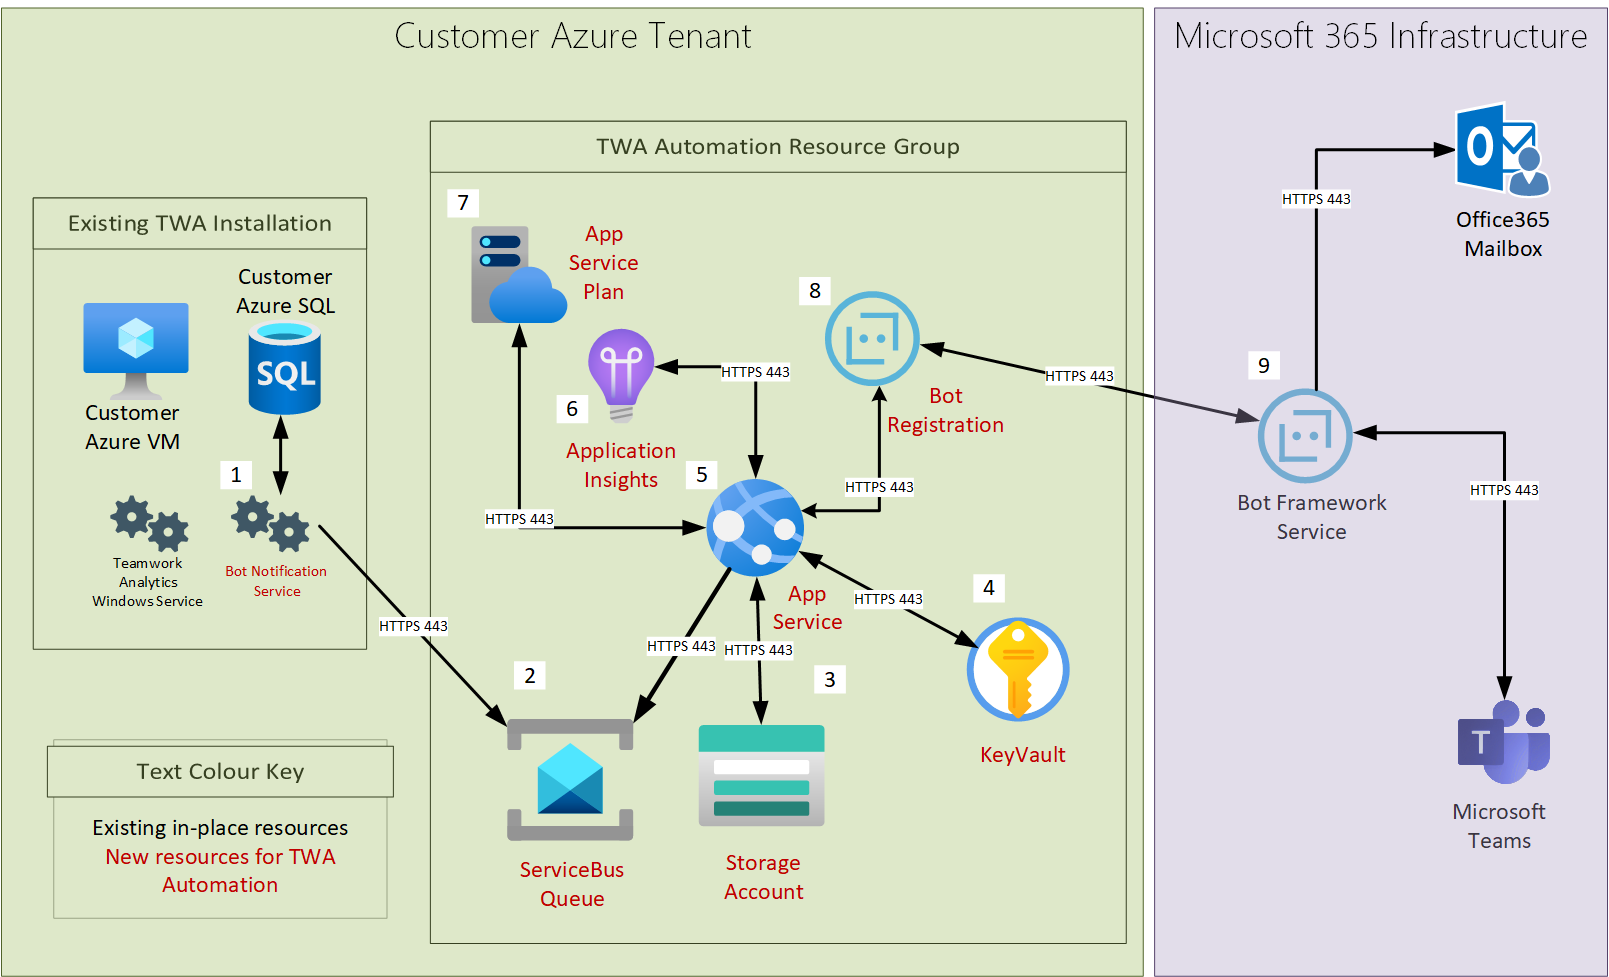 Customer Azure Tenant
Microsoft 365 Infrastructure
TWA Automation Resource Group
Existing TWA Installation
Customer
Azure SQL
SQL
Customer
Azure VM
1
Teamwork
Analytics
Windows Service
Bot Notification
Service
HTTPS 443
7
App
Service
Plan
HTTPS 443
6
Application
Insights
HTTPS 443
8
Bot
Registration
HTTPS 443
HTTPS 443
5
App
Service
HTTPS 443
HTTPS 443
HTTPS 443
4
KeyVault
2
ServiceBus
Queue
3
Storage
Account
Text Colour Key
Existing in-place resources
New resources for TWA
Automation
O
Office365
Mailbox
HTTPS 443
9
Bot Framework
Service
HTTPS 443
T
Microsoft
Teams